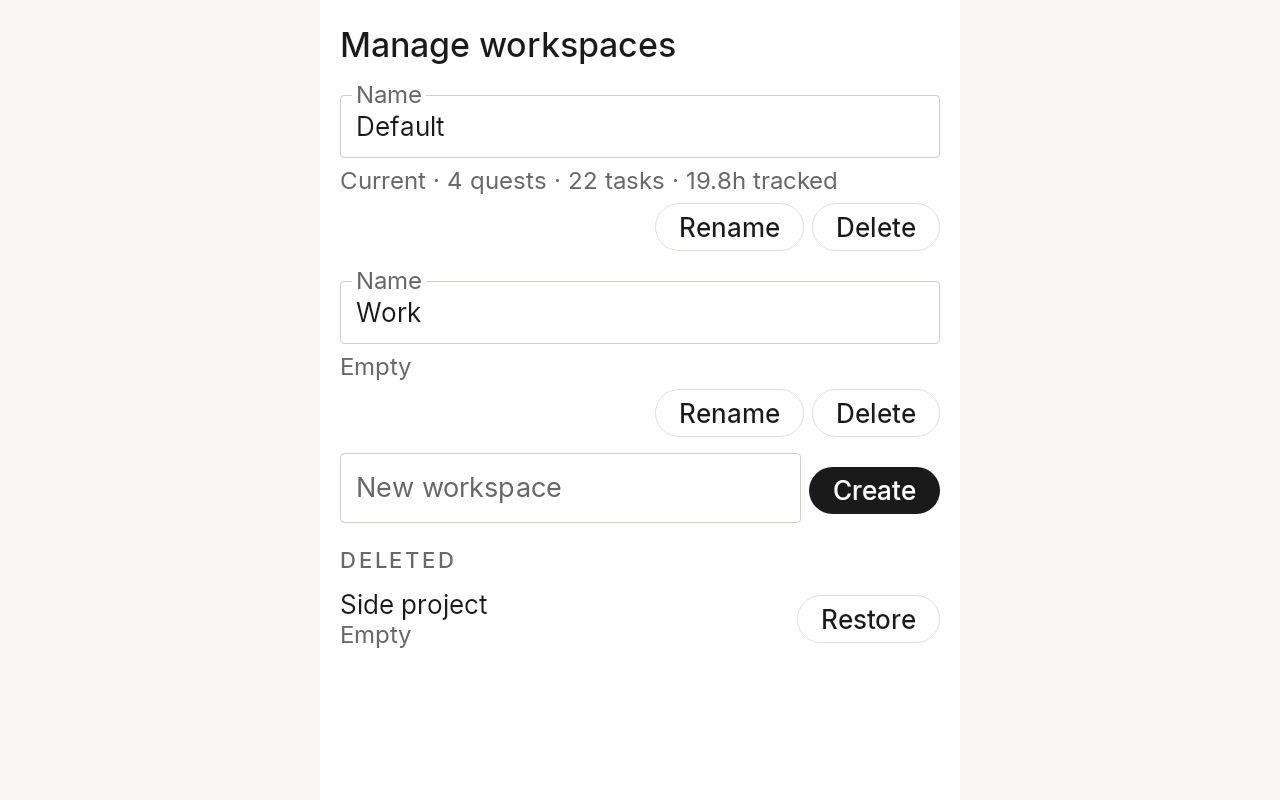 Manage workspaces
Name
Default
Current · 4 quests · 22 tasks · 19.8h tracked
Rename Delete
Name
Work
Empty
Rename Delete
New workspace Create
DELETED
Side project
Empty
Restore